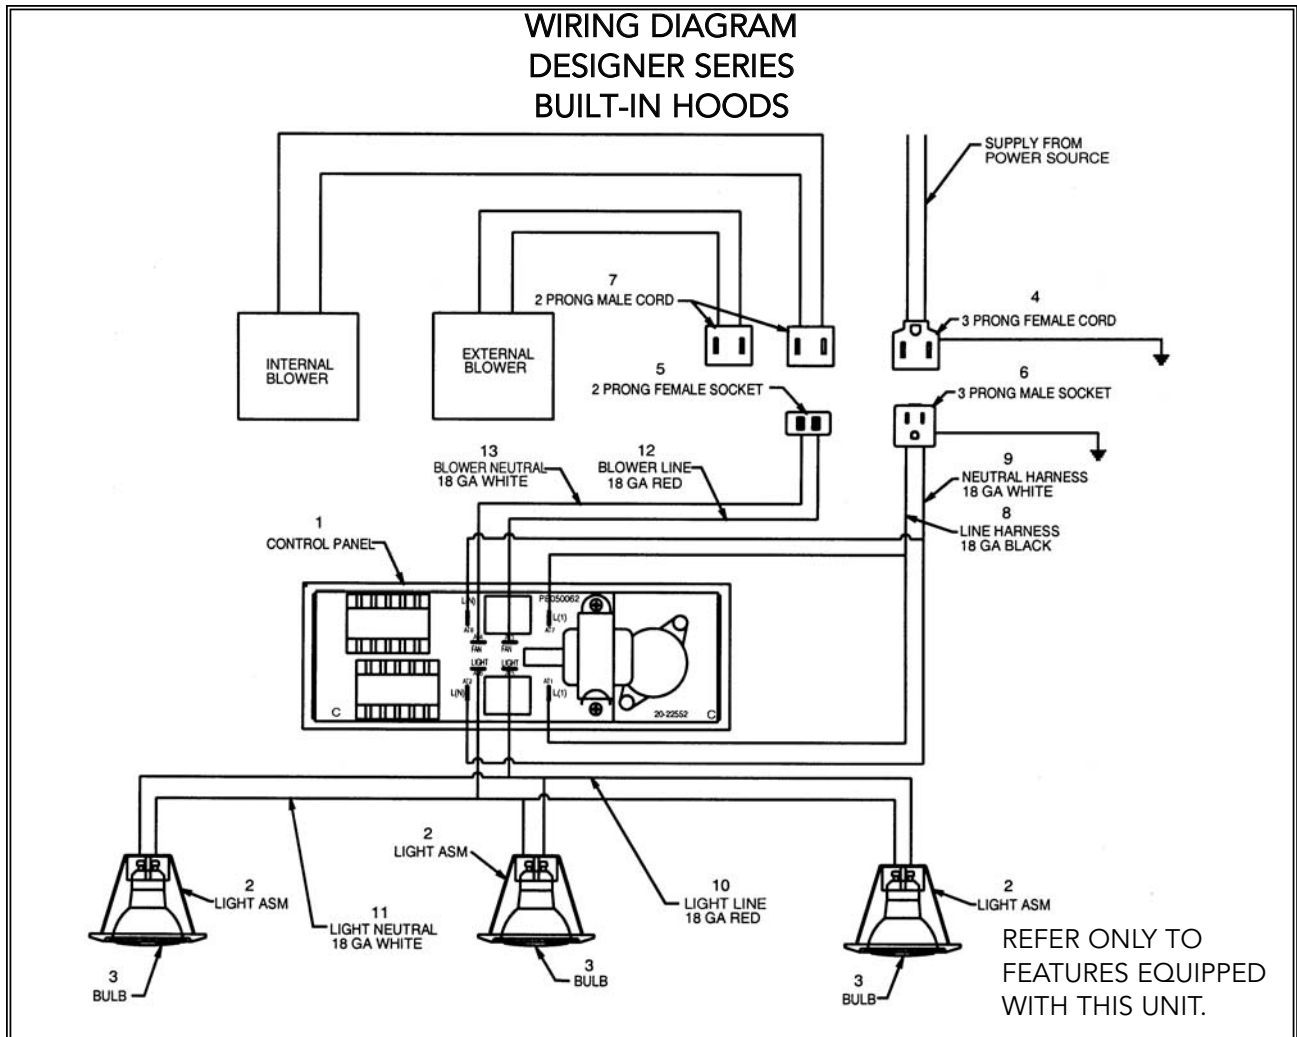 WIRING DIAGRAM
DESIGNER SERIES
BUILT-IN HOODS
SUPPLY FROM
POWER SOURCE
7
2 PRONG MALE CORD
4
3 PRONG FEMALE CORD
INTERNAL
BLOWER
EXTERNAL
BLOWER
5
2 PRONG FEMALE SOCKET
6
3 PRONG MALE SOCKET
13
BLOWER NEUTRAL
18 GA WHITE
12
BLOWER LINE
18 GA RED
9
NEUTRAL HARNESS
18 GA WHITE
8
LINE HARNESS
18 GA BLACK
1
CONTROL PANEL
L(N)
L(1)
AT7
FAN
FAN
LIGHT
LIGHT
AT2
L(N)
AT1
L(1)
C
20-22552
C
2
LIGHT ASM
2
LIGHT ASM
2
LIGHT ASM
11
LIGHT NEUTRAL
18 GA WHITE
10
LIGHT LINE
18 GA RED
3
BULB
3
BULB
3
BULB
REFER ONLY TO
FEATURES EQUIPPED
WITH THIS UNIT.